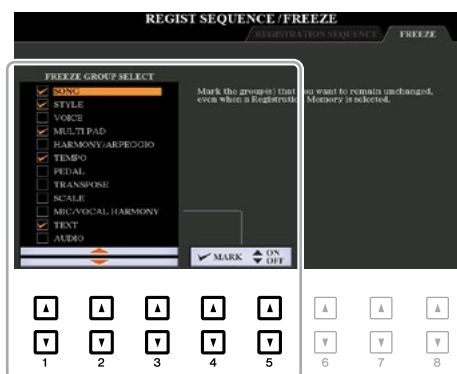 REGIST SEQUENCE / FREEZE
REGISTRATION SEQUENCE FREEZE
FREEZE GROUP SELECT
SONG
STYLE
VOICE
MULTI PAD
HARMONY/ARPEGGIO
TEMPO
PEDAL
TRANSPOSE
SCALE
MIC/VOCAL HARMONY
TEXT
AUDIO
Mark the group(s) that you want to remain unchanged,
even when a Registration Memory is selected.
MARK ON
OFF
1 2 3 4 5 6 7 8